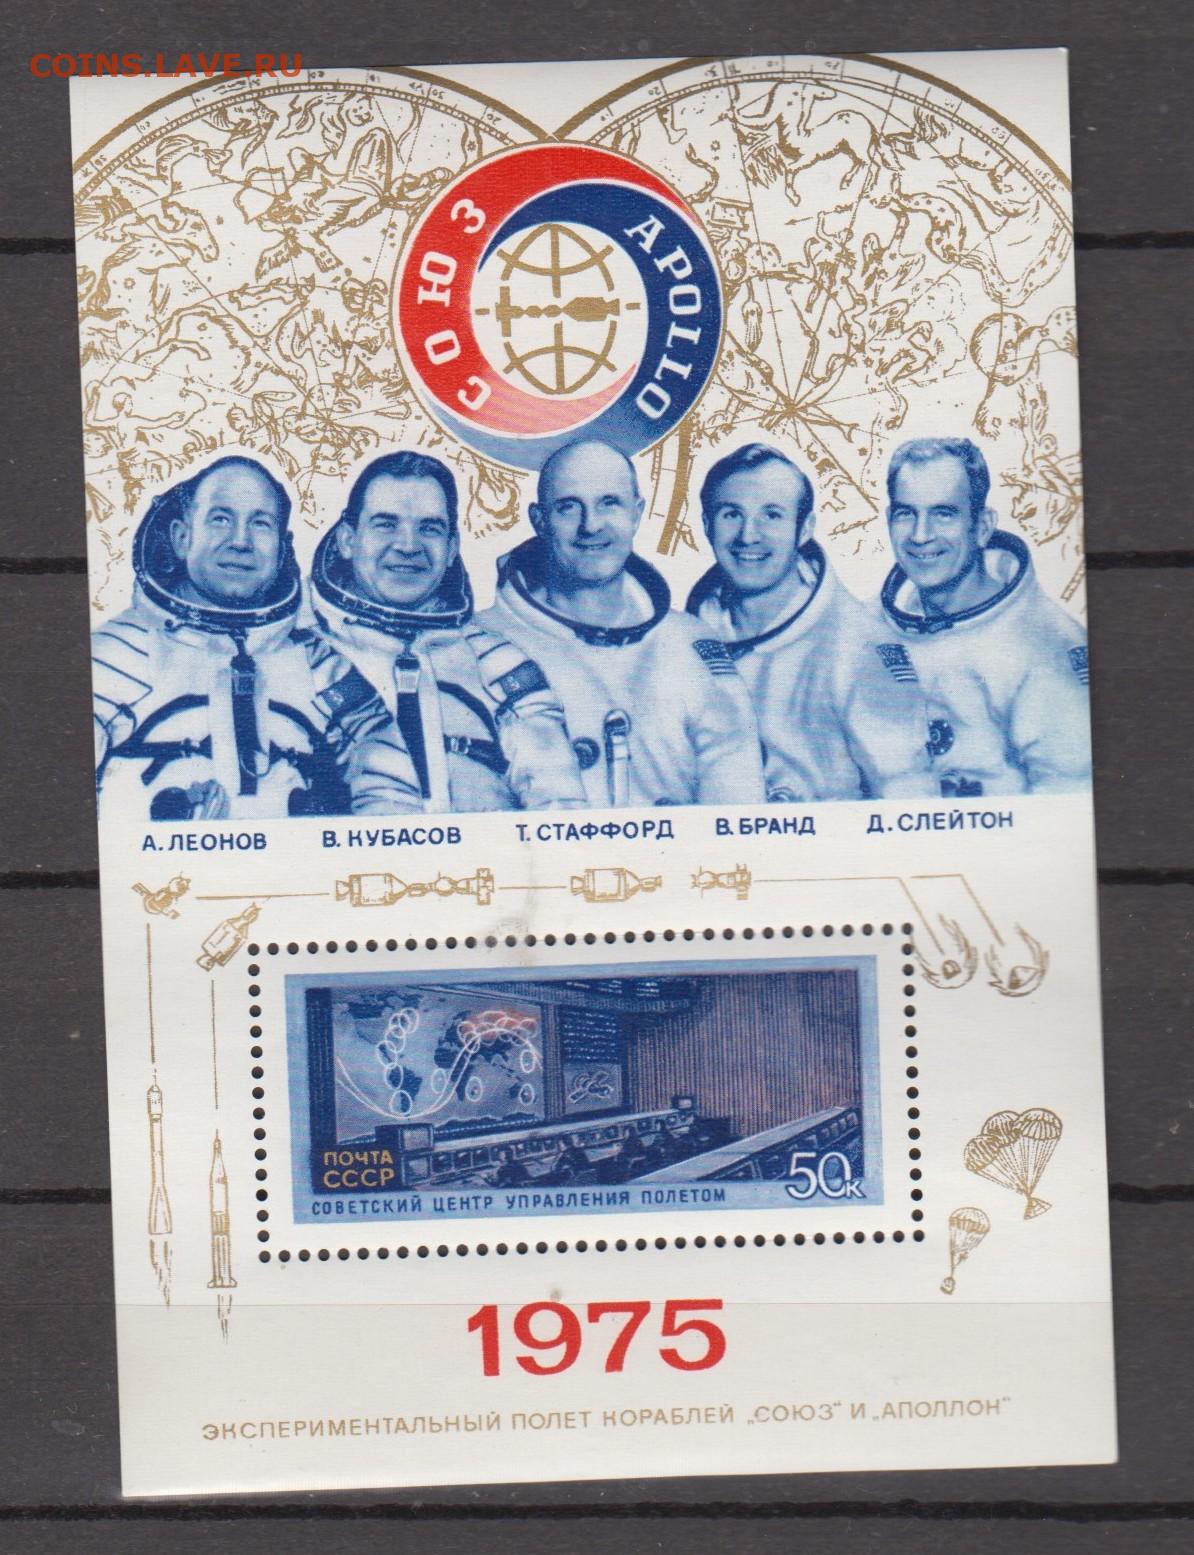 COINS.LAVE.RU
СОЮЗ
APOLLO
А. ЛЕОНОВ
В. КУБАСОВ
Т. СТАФФОРД
В. БРАНД
Д. СЛЕЙТОН
ПОЧТА
СССР
50к
СОВЕТСКИЙ ЦЕНТР УПРАВЛЕНИЯ ПОЛЕТОМ
1975
ЭКСПЕРИМЕНТАЛЬНЫЙ ПОЛЕТ КОРАБЛЕЙ „СОЮЗ“ И „АПОЛЛОН“